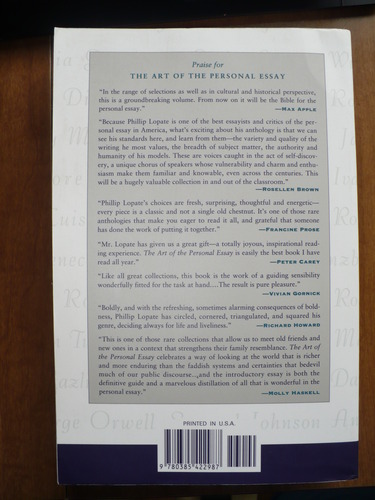 Praise for
THE ART OF THE PERSONAL ESSAY
"In the range of selections as well as in cultural and historical perspective,
this is a groundbreaking volume. From now on it will be the Bible for the
personal essay."
—MAX APPLE
"Because Phillip Lopate is one of the best essayists and critics of the per-
sonal essay in America, what's exciting about his anthology is that we can
see his standards here, and learn from them—the variety and quality of the
writing he most values, the breadth of subject matter, the authority and
humanity of his models. These are voices caught in the act of self-discov-
ery, a unique chorus of speakers whose vulnerability and charm and enthu-
siasm make them familiar and knowable, even across the centuries. This
will be a hugely valuable collection in and out of the classroom."
—ROSELLEN BROWN
"Phillip Lopate's choices are fresh, surprising, thoughtful and energetic—
every piece is a classic and not a single old chestnut. It's one of those rare
anthologies that make you eager to read it all, and grateful that someone
has done the work of putting it together."
—FRANCINE PROSE
"Mr. Lopate has given us a great gift—a totally joyous, inspirational read-
ing experience. The Art of the Personal Essay is easily the best book I have
read all year."
—PETER CAREY
"Like all great collections, this book is the work of a guiding sensibility
wonderfully fitted for the task at hand....The result is pure pleasure."
—VIVIAN GORNICK
"Boldly, and with the refreshing, sometimes alarming consequences of bold-
ness, Phillip Lopate has circled, cornered, triangulated, and squared his
genre, deciding always for life and liveliness."
—RICHARD HOWARD
"This is one of those rare collections that allow us to meet old friends and
new ones in a context that strengthens their family resemblance. The Art of
the Personal Essay celebrates a way of looking at the world that is richer
and more enduring than the faddish systems and certainties that bedevil
much of our public discourse...,and the introductory essay is both the
definitive guide and a marvelous distillation of all that is wonderful in the
personal essay."
—MOLLY HASKELL
Orwell
Johnson
PRINTED IN U.S.A.
9 780385 422987